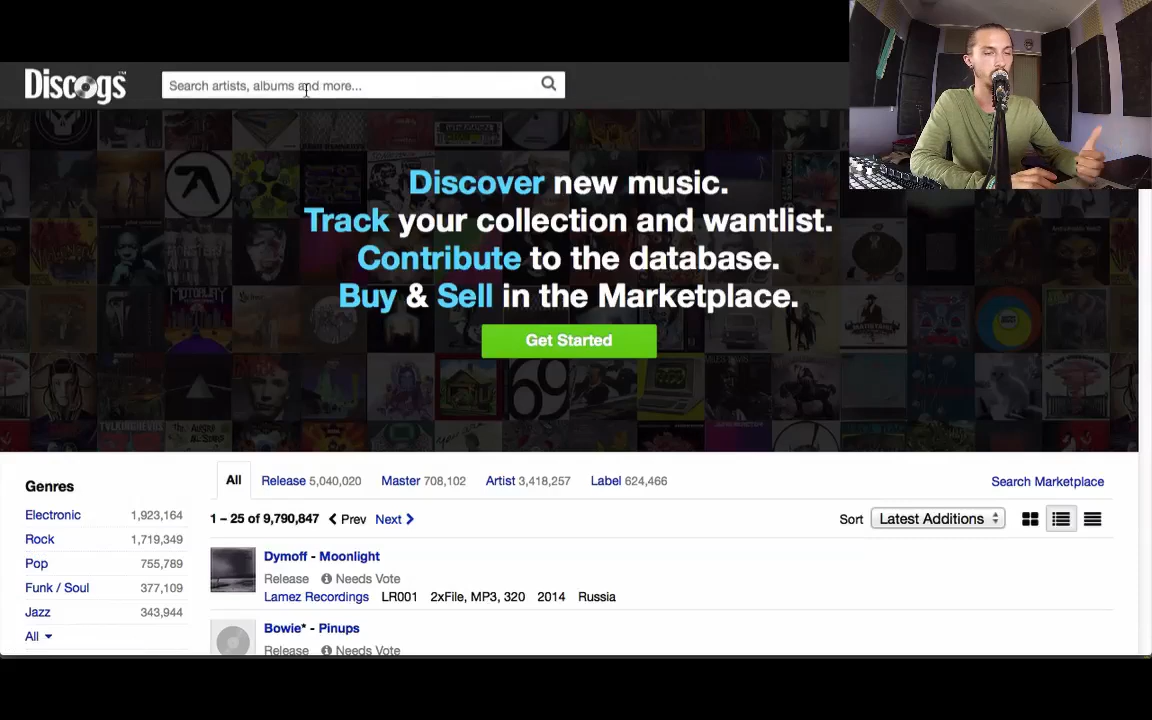 Discogs
Search artists, albums and more...
Discover new music.
Track your collection and wantlist.
Contribute to the database.
Buy & Sell in the Marketplace.
Get Started
69
Genres
Electronic 1,923,164
Rock 1,719,349
Pop 755,789
Funk / Soul 377,109
Jazz 343,944
All
All Release 5,040,020 Master 708,102 Artist 3,418,257 Label 624,466 Search Marketplace
1 – 25 of 9,790,847 Prev Next Sort Latest Additions
Dymoff - Moonlight
Release Needs Vote
Lamez Recordings LR001 2xFile, MP3, 320 2014 Russia
Bowie* - Pinups
Release Needs Vote